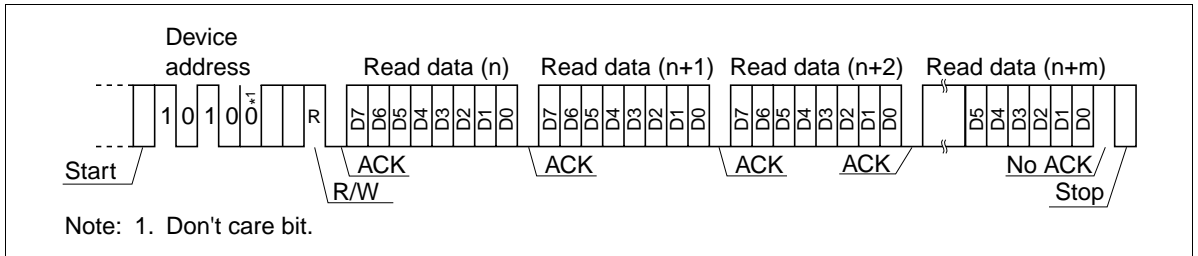 Device
address
Read data (n) Read data (n+1) Read data (n+2) Read data (n+m)
1 0 1 0 0 0*1 R D7 D6 D5 D4 D3 D2 D1 D0 D7 D6 D5 D4 D3 D2 D1 D0 D7 D6 D5 D4 D3 D2 D1 D0 D5 D4 D3 D2 D1 D0
Start ACK ACK ACK ACK No ACK
R/W Stop
Note: 1. Don't care bit.